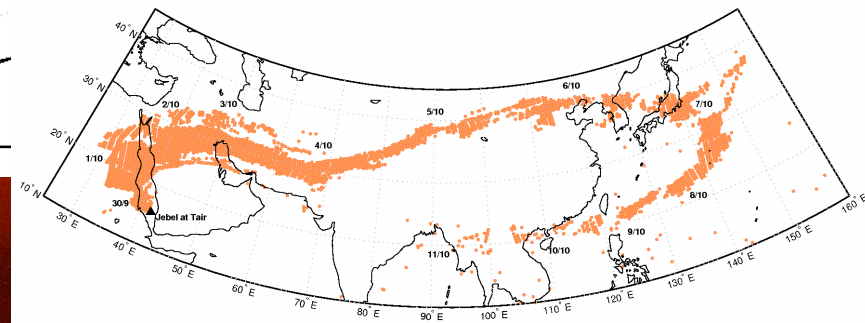 40° N
30° N
20° N
10° N
2/10
3/10
4/10
5/10
6/10
7/10
1/10
30/9
Jebel at Tair
8/10
9/10
10/10
11/10
30° E
40° E
50° E
60° E
70° E
80° E
90° E
100° E
110° E
120° E
130° E
140° E
150° E
160° E